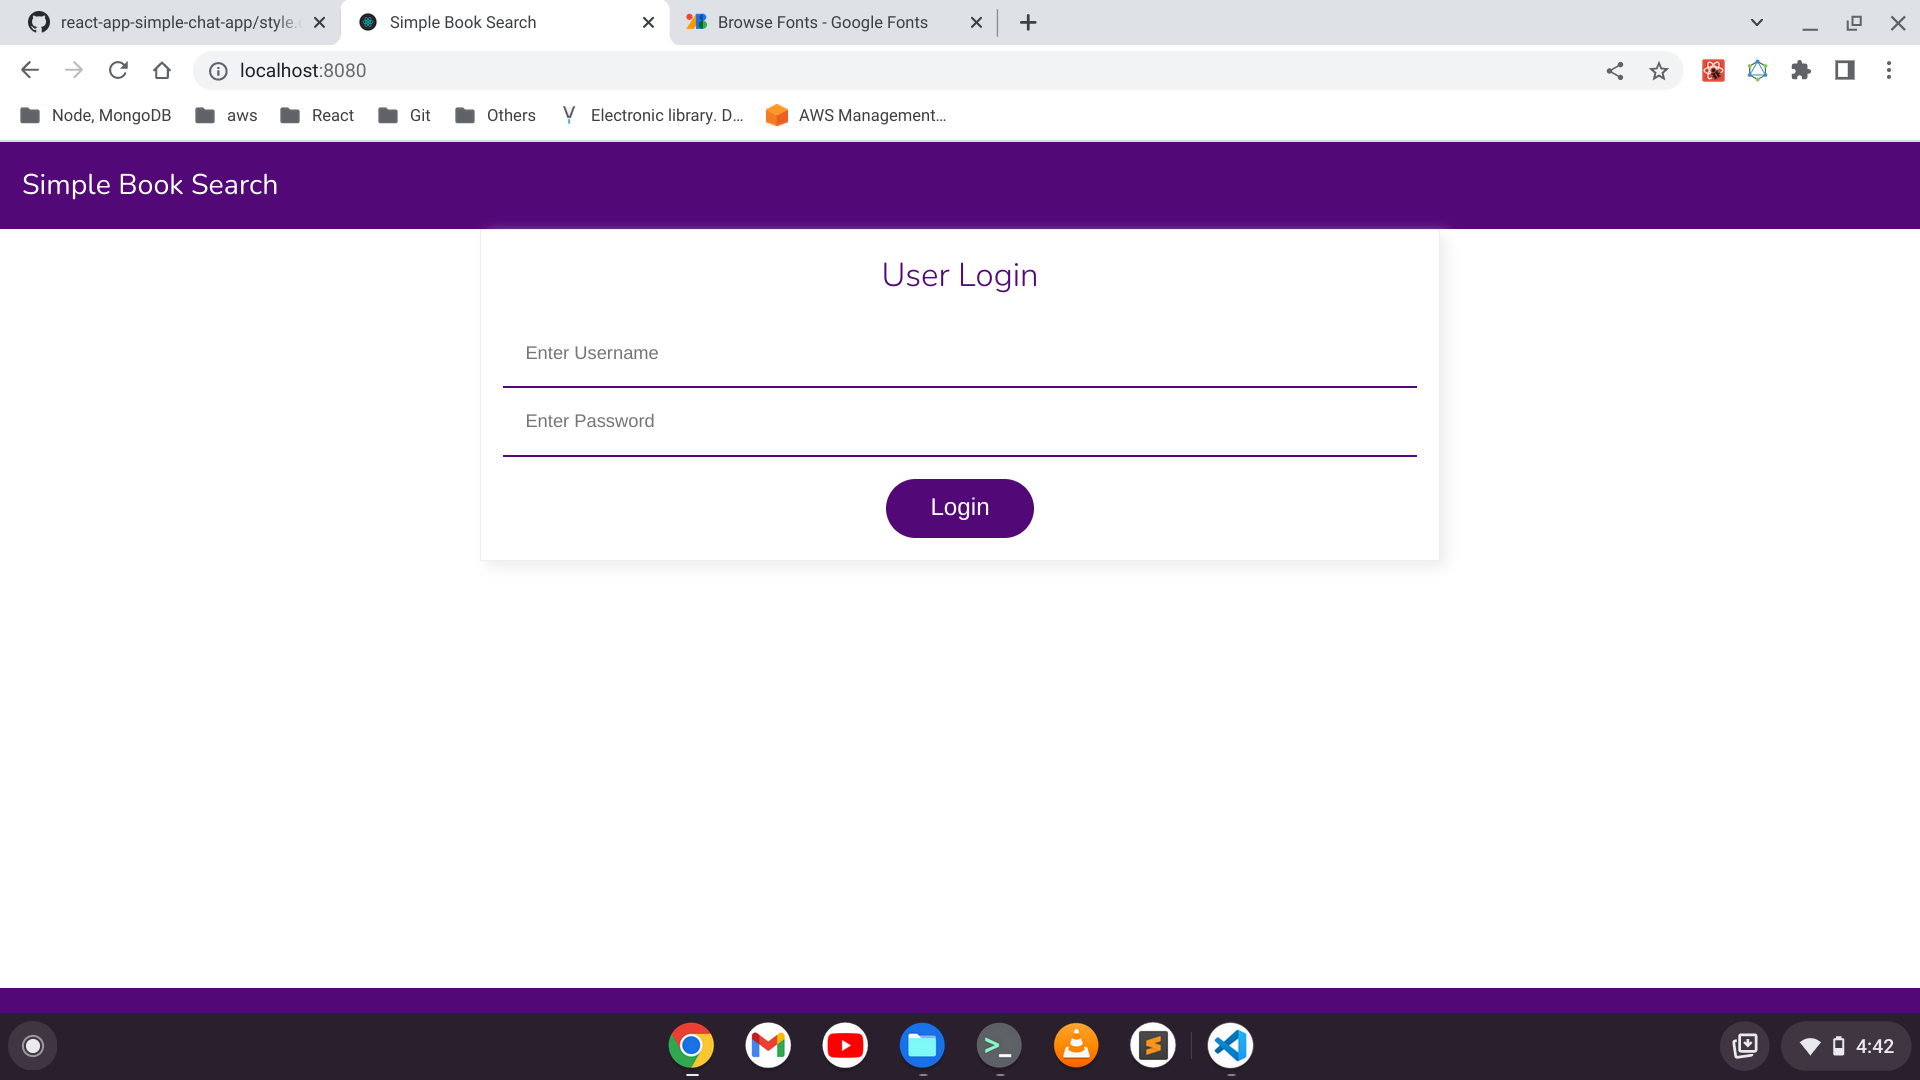 react-app-simple-chat-app/style.
Simple Book Search
Browse Fonts - Google Fonts
localhost:8080
Node, MongoDB
aws
React
Git
Others
Electronic library. D...
AWS Management...
Simple Book Search
User Login
Enter Username
Enter Password
Login
4:42